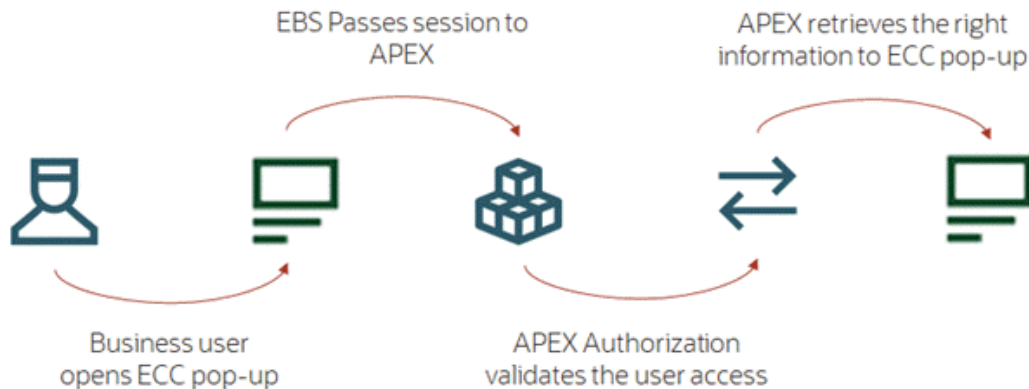 EBS Passes session to
APEX
APEX retrieves the right
information to ECC pop-up
Business user
opens ECC pop-up
APEX Authorization
validates the user access